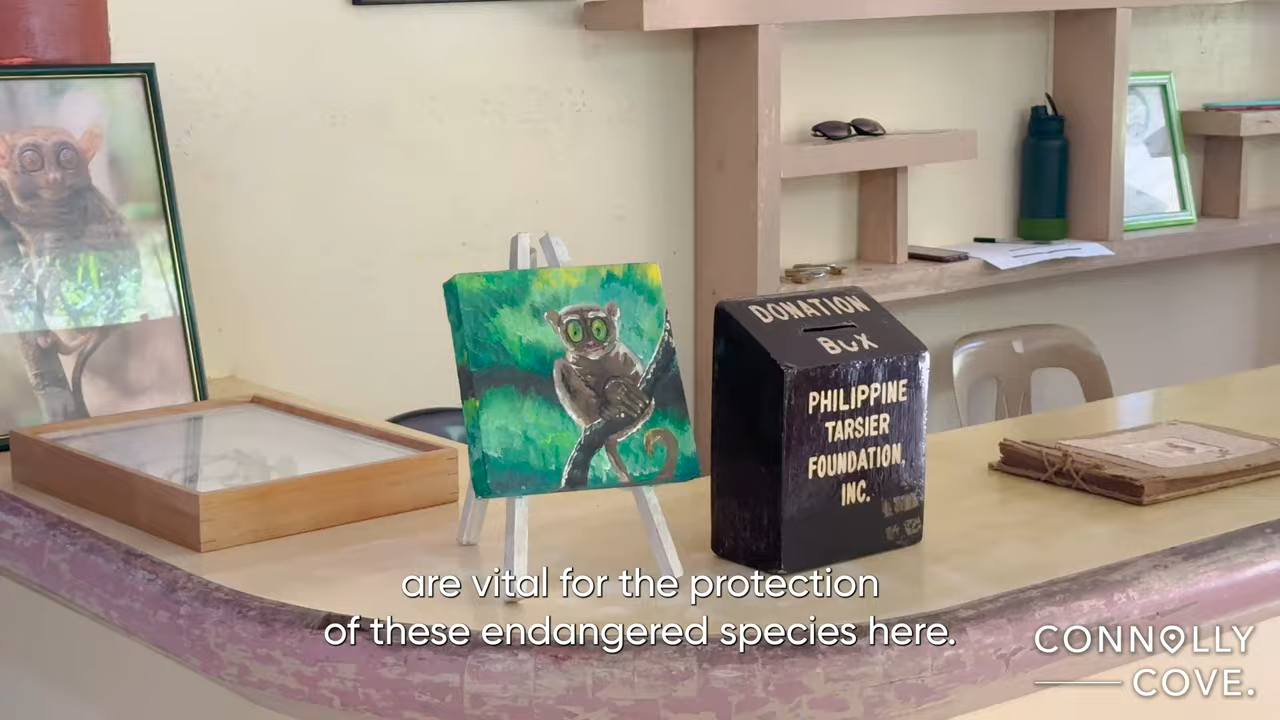 DONATION
BOX
PHILIPPINE
TARSIER
FOUNDATION,
INC.
are vital for the protection
of these endangered species here.
CONNOLLY
COVE.